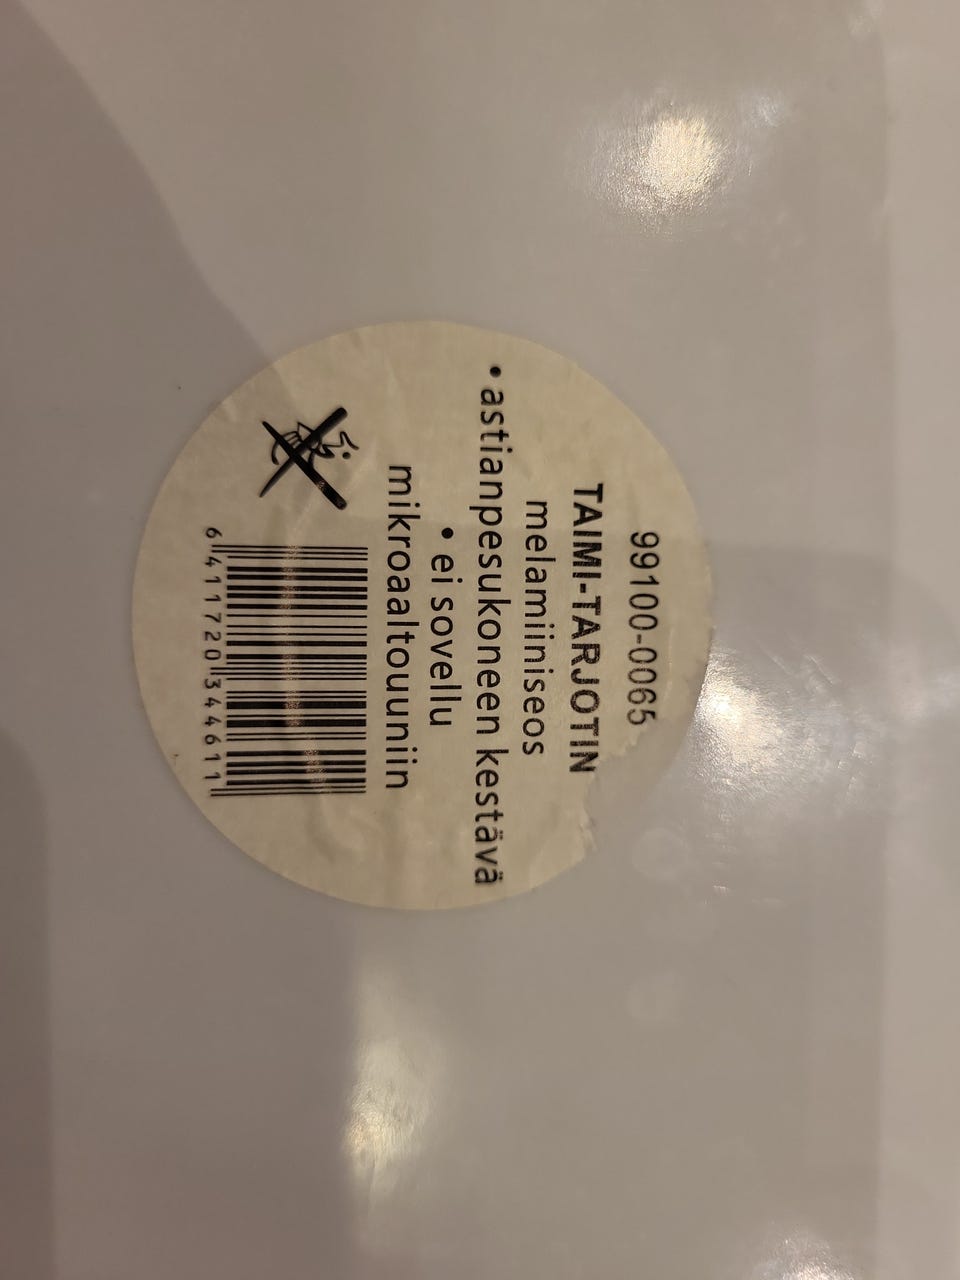 99100-0065
TAIMI-TARJOTIN
melamiiniseos
• astianpesukoneen kestävä
• ei sovellu
mikroaaltouuniin
6 411720 344611